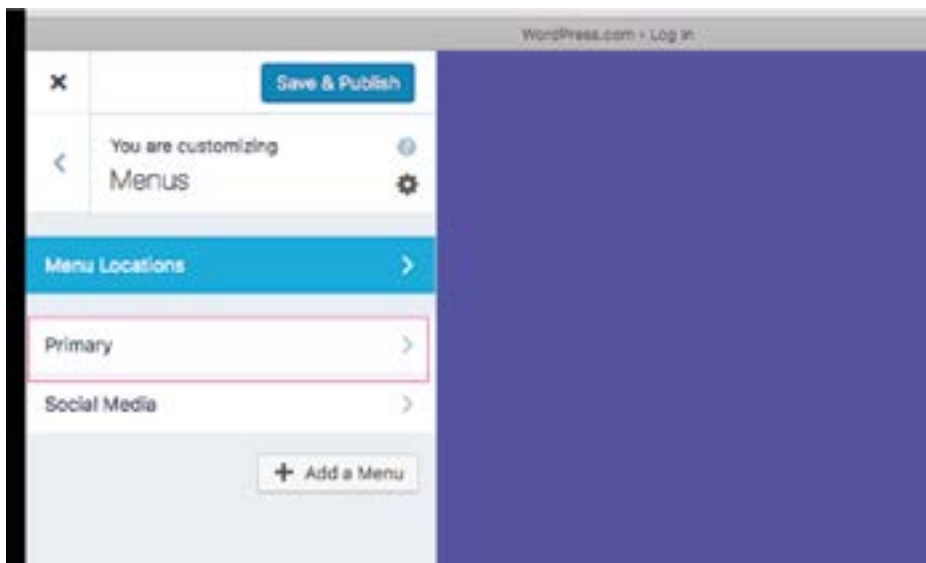 WordPress.com › Log In
Save & Publish
You are customizing
Menus
Menu Locations
Primary
Social Media
Add a Menu